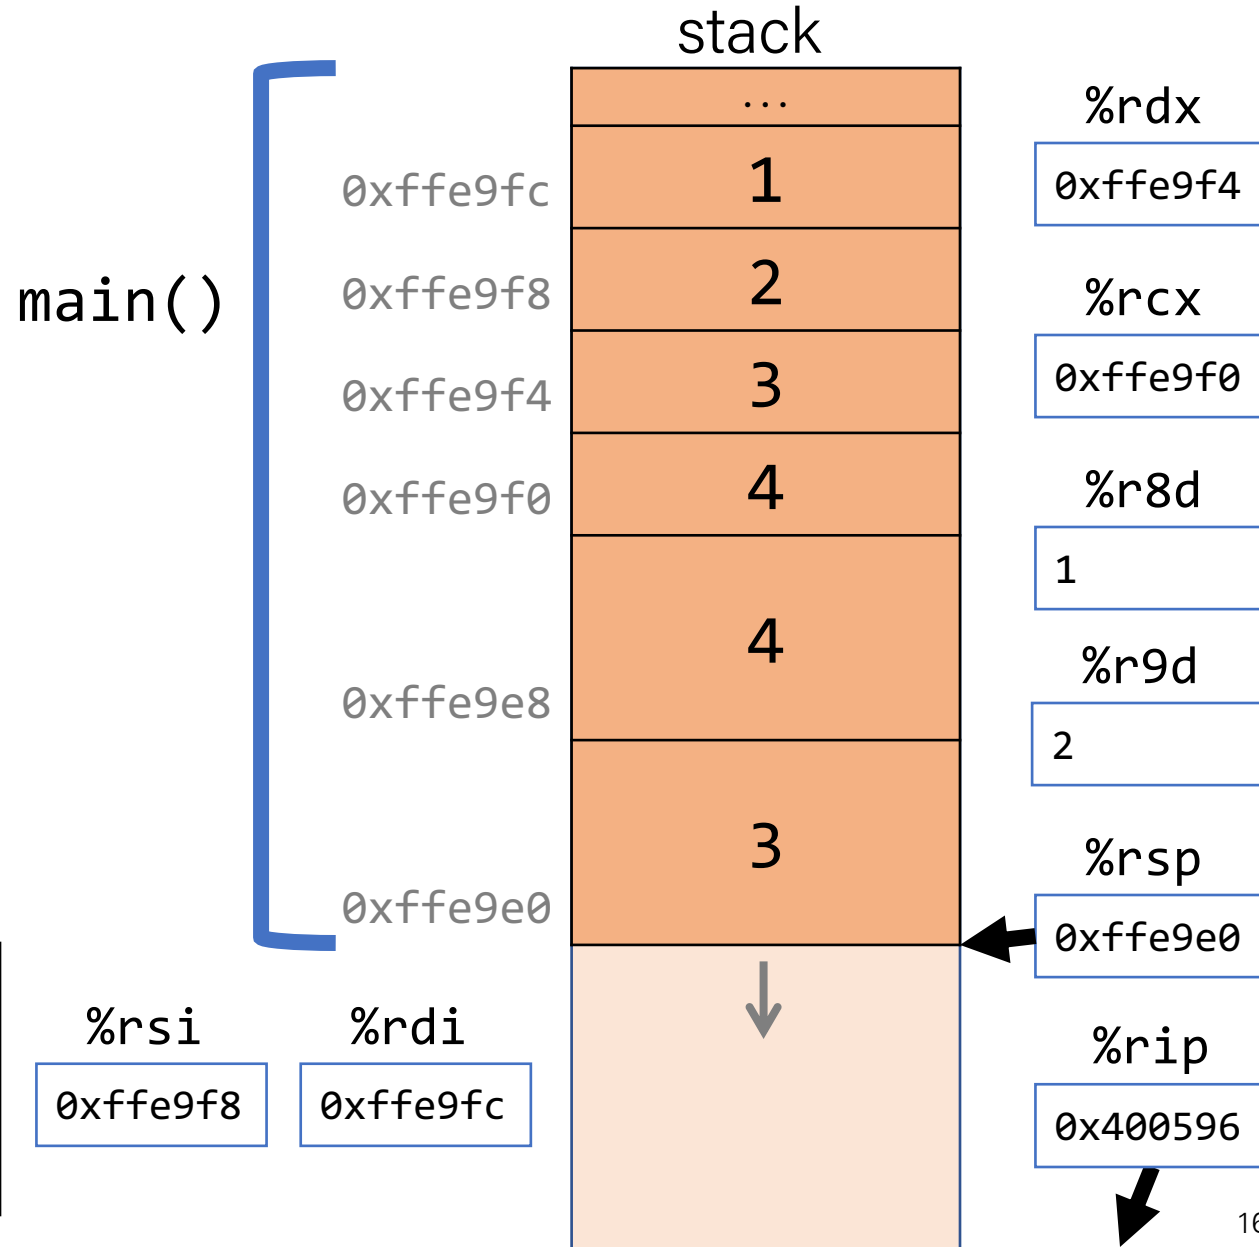 stack
...
%rdx
0xffe9fc
1
0xffe9f4
main()
0xffe9f8
2
%rcx
0xffe9f4
3
0xffe9f0
0xffe9f0
4
%r8d
1
4
%r9d
0xffe9e8
2
3
%rsp
0xffe9e0
0xffe9e0
%rsi
%rdi
%rip
0xffe9f8
0xffe9fc
0x400596